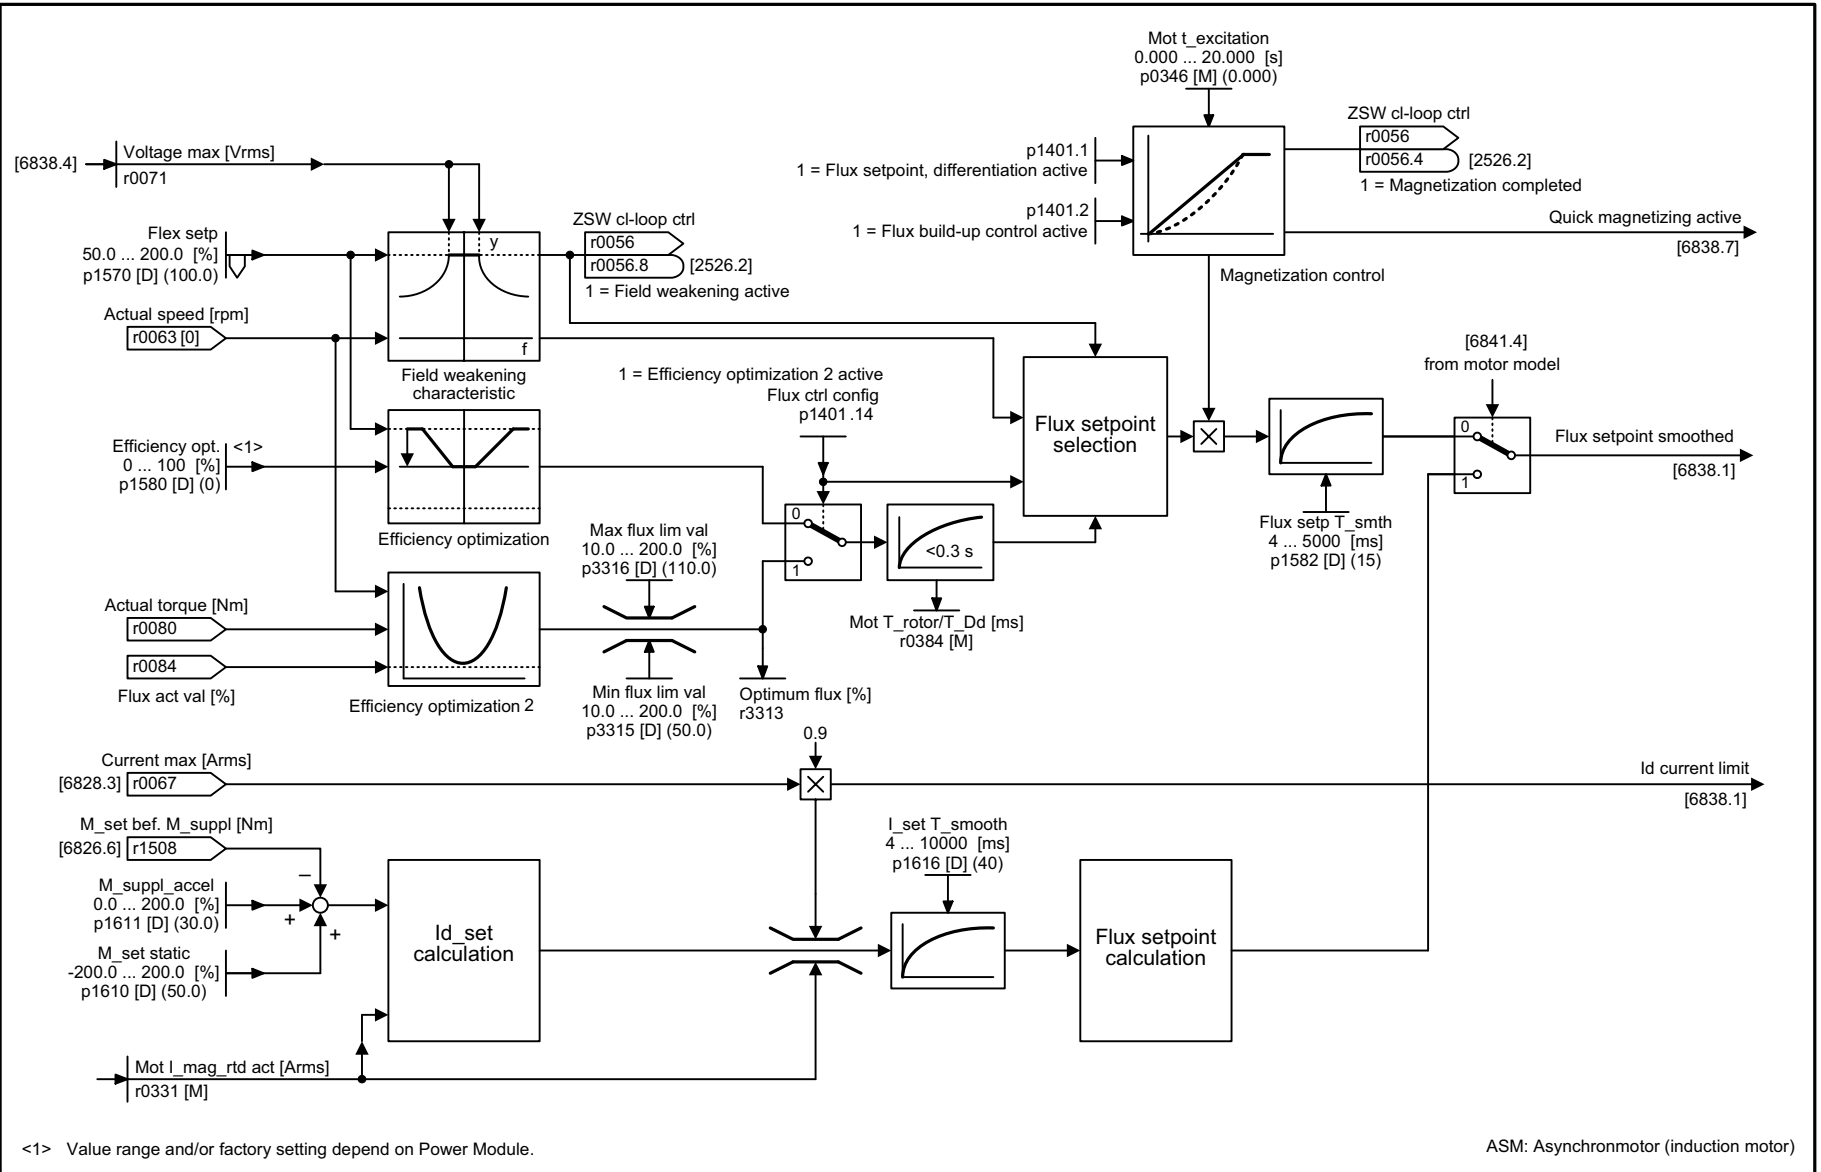 Mot t_excitation
0.000 ... 20.000 [s]
p0346 [M] (0.000)
[6838.4]
Voltage max [Vrms]
r0071
p1401.1
1 = Flux setpoint, differentiation active
p1401.2
1 = Flux build-up control active
ZSW cl-loop ctrl
r0056
r0056.4
[2526.2]
1 = Magnetization completed
Quick magnetizing active
[6838.7]
Magnetization control
Flex setp
50.0 ... 200.0 [%]
p1570 [D] (100.0)
y
f
Field weakening
characteristic
ZSW cl-loop ctrl
r0056
r0056.8
[2526.2]
1 = Field weakening active
Actual speed [rpm]
r0063 [0]
1 = Efficiency optimization 2 active
Flux ctrl config
p1401 .14
Flux setpoint
selection
[6841.4]
from motor model
0
1
Flux setpoint smoothed
[6838.1]
Flux setp T_smth
4 ... 5000 [ms]
p1582 [D] (15)
Efficiency opt. <1>
0 ... 100 [%]
p1580 [D] (0)
Efficiency optimization
0
1
<0.3 s
Mot T_rotor/T_Dd [ms]
r0384 [M]
Max flux lim val
10.0 ... 200.0 [%]
p3316 [D] (110.0)
Actual torque [Nm]
r0080
r0084
Flux act val [%]
Efficiency optimization 2
Min flux lim val
10.0 ... 200.0 [%]
p3315 [D] (50.0)
Optimum flux [%]
r3313
0.9
Current max [Arms]
[6828.3]
r0067
Id current limit
[6838.1]
M_set bef. M_suppl [Nm]
[6826.6]
r1508
–
M_suppl_accel
0.0 ... 200.0 [%]
p1611 [D] (30.0)
+
+
M_set static
-200.0 ... 200.0 [%]
p1610 [D] (50.0)
Id_set
calculation
I_set T_smooth
4 ... 10000 [ms]
p1616 [D] (40)
Flux setpoint
calculation
Mot I_mag_rtd act [Arms]
r0331 [M]
<1> Value range and/or factory setting depend on Power Module.
ASM: Asynchronmotor (induction motor)